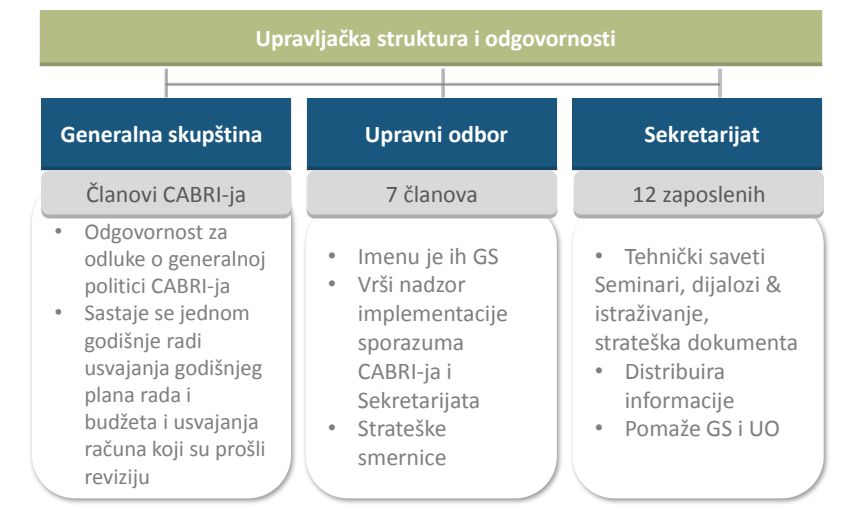 Upravljačka struktura i odgovornosti
Generalna skupština
Članovi CABRI-ja
• Odgovornost za
odluke o generalnoj
politici CABRI-ja
• Sastaje se jednom
godišnje radi
usvajanja godišnjeg
plana rada i
budžeta i usvajanja
računa koji su prošli
reviziju
Upravni odbor
7 članova
• Imenu je ih GS
• Vrši nadzor
implementacije
sporazuma
CABRI-ja i
Sekretarijata
• Strateške
smernice
Sekretarijat
12 zaposlenih
• Tehnički saveti
Seminari, dijalozi &
istraživanje,
strateška dokumenta
• Distribuira
informacije
• Pomaže GS i UO